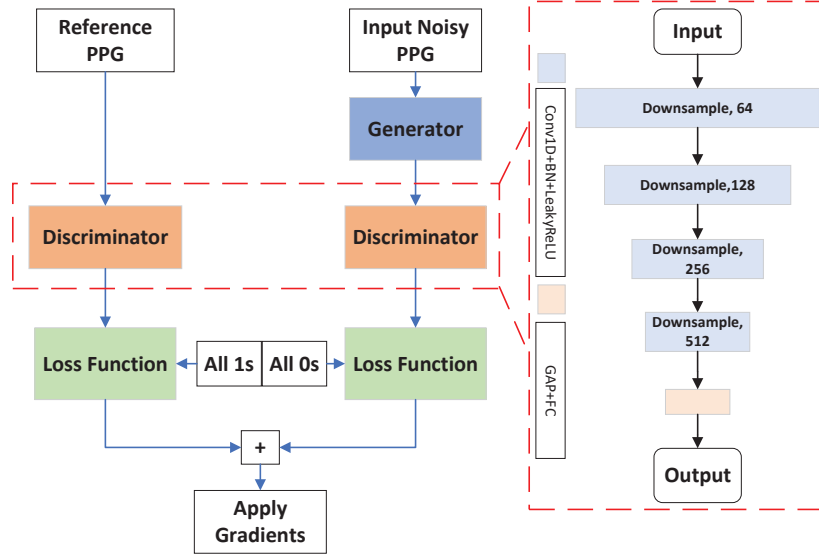 Reference
PPG
Input Noisy
PPG
Generator
Discriminator
Discriminator
Loss Function
All 1s
All 0s
Loss Function
+
Apply
Gradients
Conv1D+BN+LeakyReLU
GAP+FC
Input
Downsample, 64
Downsample,128
Downsample,
256
Downsample,
512
Output